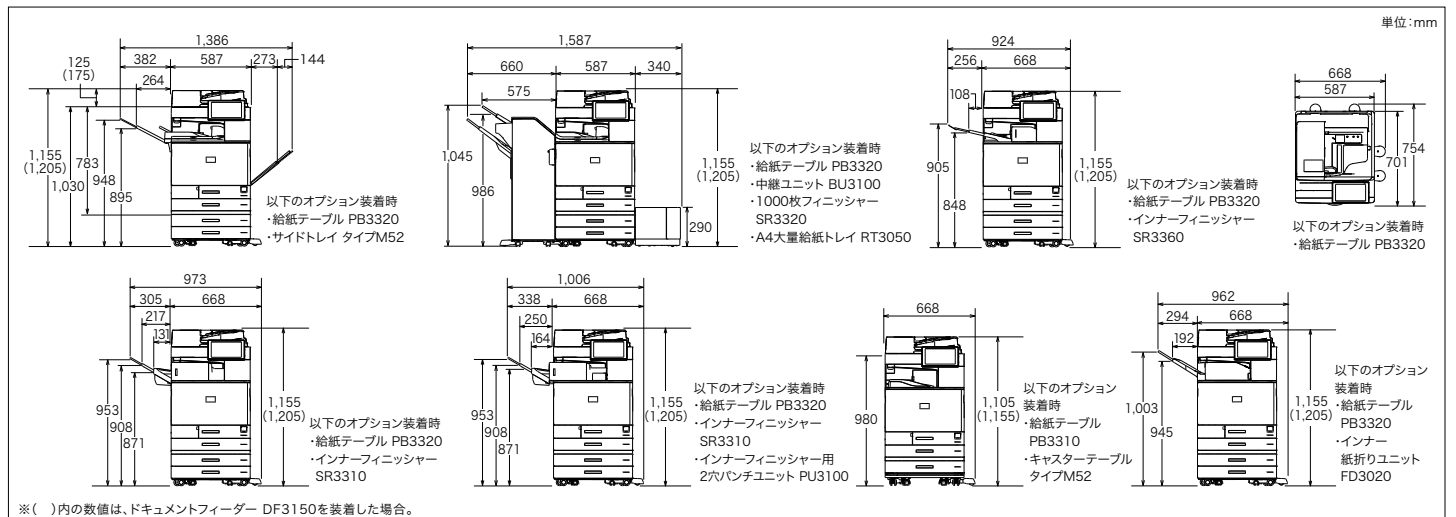 単位：mm
1,386
382
587
273
144
125
(175)
264
1,155
(1,205)
1,030
783
948
895
以下のオプション装着時
・給紙テーブル PB3320
・サイドトレイ タイプM52
1,587
660
587
340
575
1,045
986
1,155
(1,205)
290
以下のオプション装着時
・給紙テーブル PB3320
・中継ユニット BU3100
・1000枚フィニッシャー
SR3320
・A4大量給紙トレイ RT3050
924
256
668
108
905
848
1,155
(1,205)
以下のオプション装着時
・給紙テーブル PB3320
・インナーフィニッシャー
SR3360
668
587
701
754
以下のオプション装着時
・給紙テーブル PB3320
973
305
668
217
131
953
908
871
1,155
(1,205)
以下のオプション装着時
・給紙テーブル PB3320
・インナーフィニッシャー
SR3310
1,006
338
668
250
164
953
908
871
1,155
(1,205)
以下のオプション装着時
・給紙テーブル PB3320
・インナーフィニッシャー
SR3310
・インナーフィニッシャー用
2穴パンチユニット PU3100
668
980
1,105
(1,155)
以下のオプション
装着時
・給紙テーブル
PB3310
・キャスターテーブル
タイプM52
962
294
668
192
1,003
945
1,155
(1,205)
以下のオプション
装着時
・給紙テーブル
PB3320
・インナー
紙折りユニット
FD3020
※( )内の数値は、ドキュメントフィーダー DF3150を装着した場合。